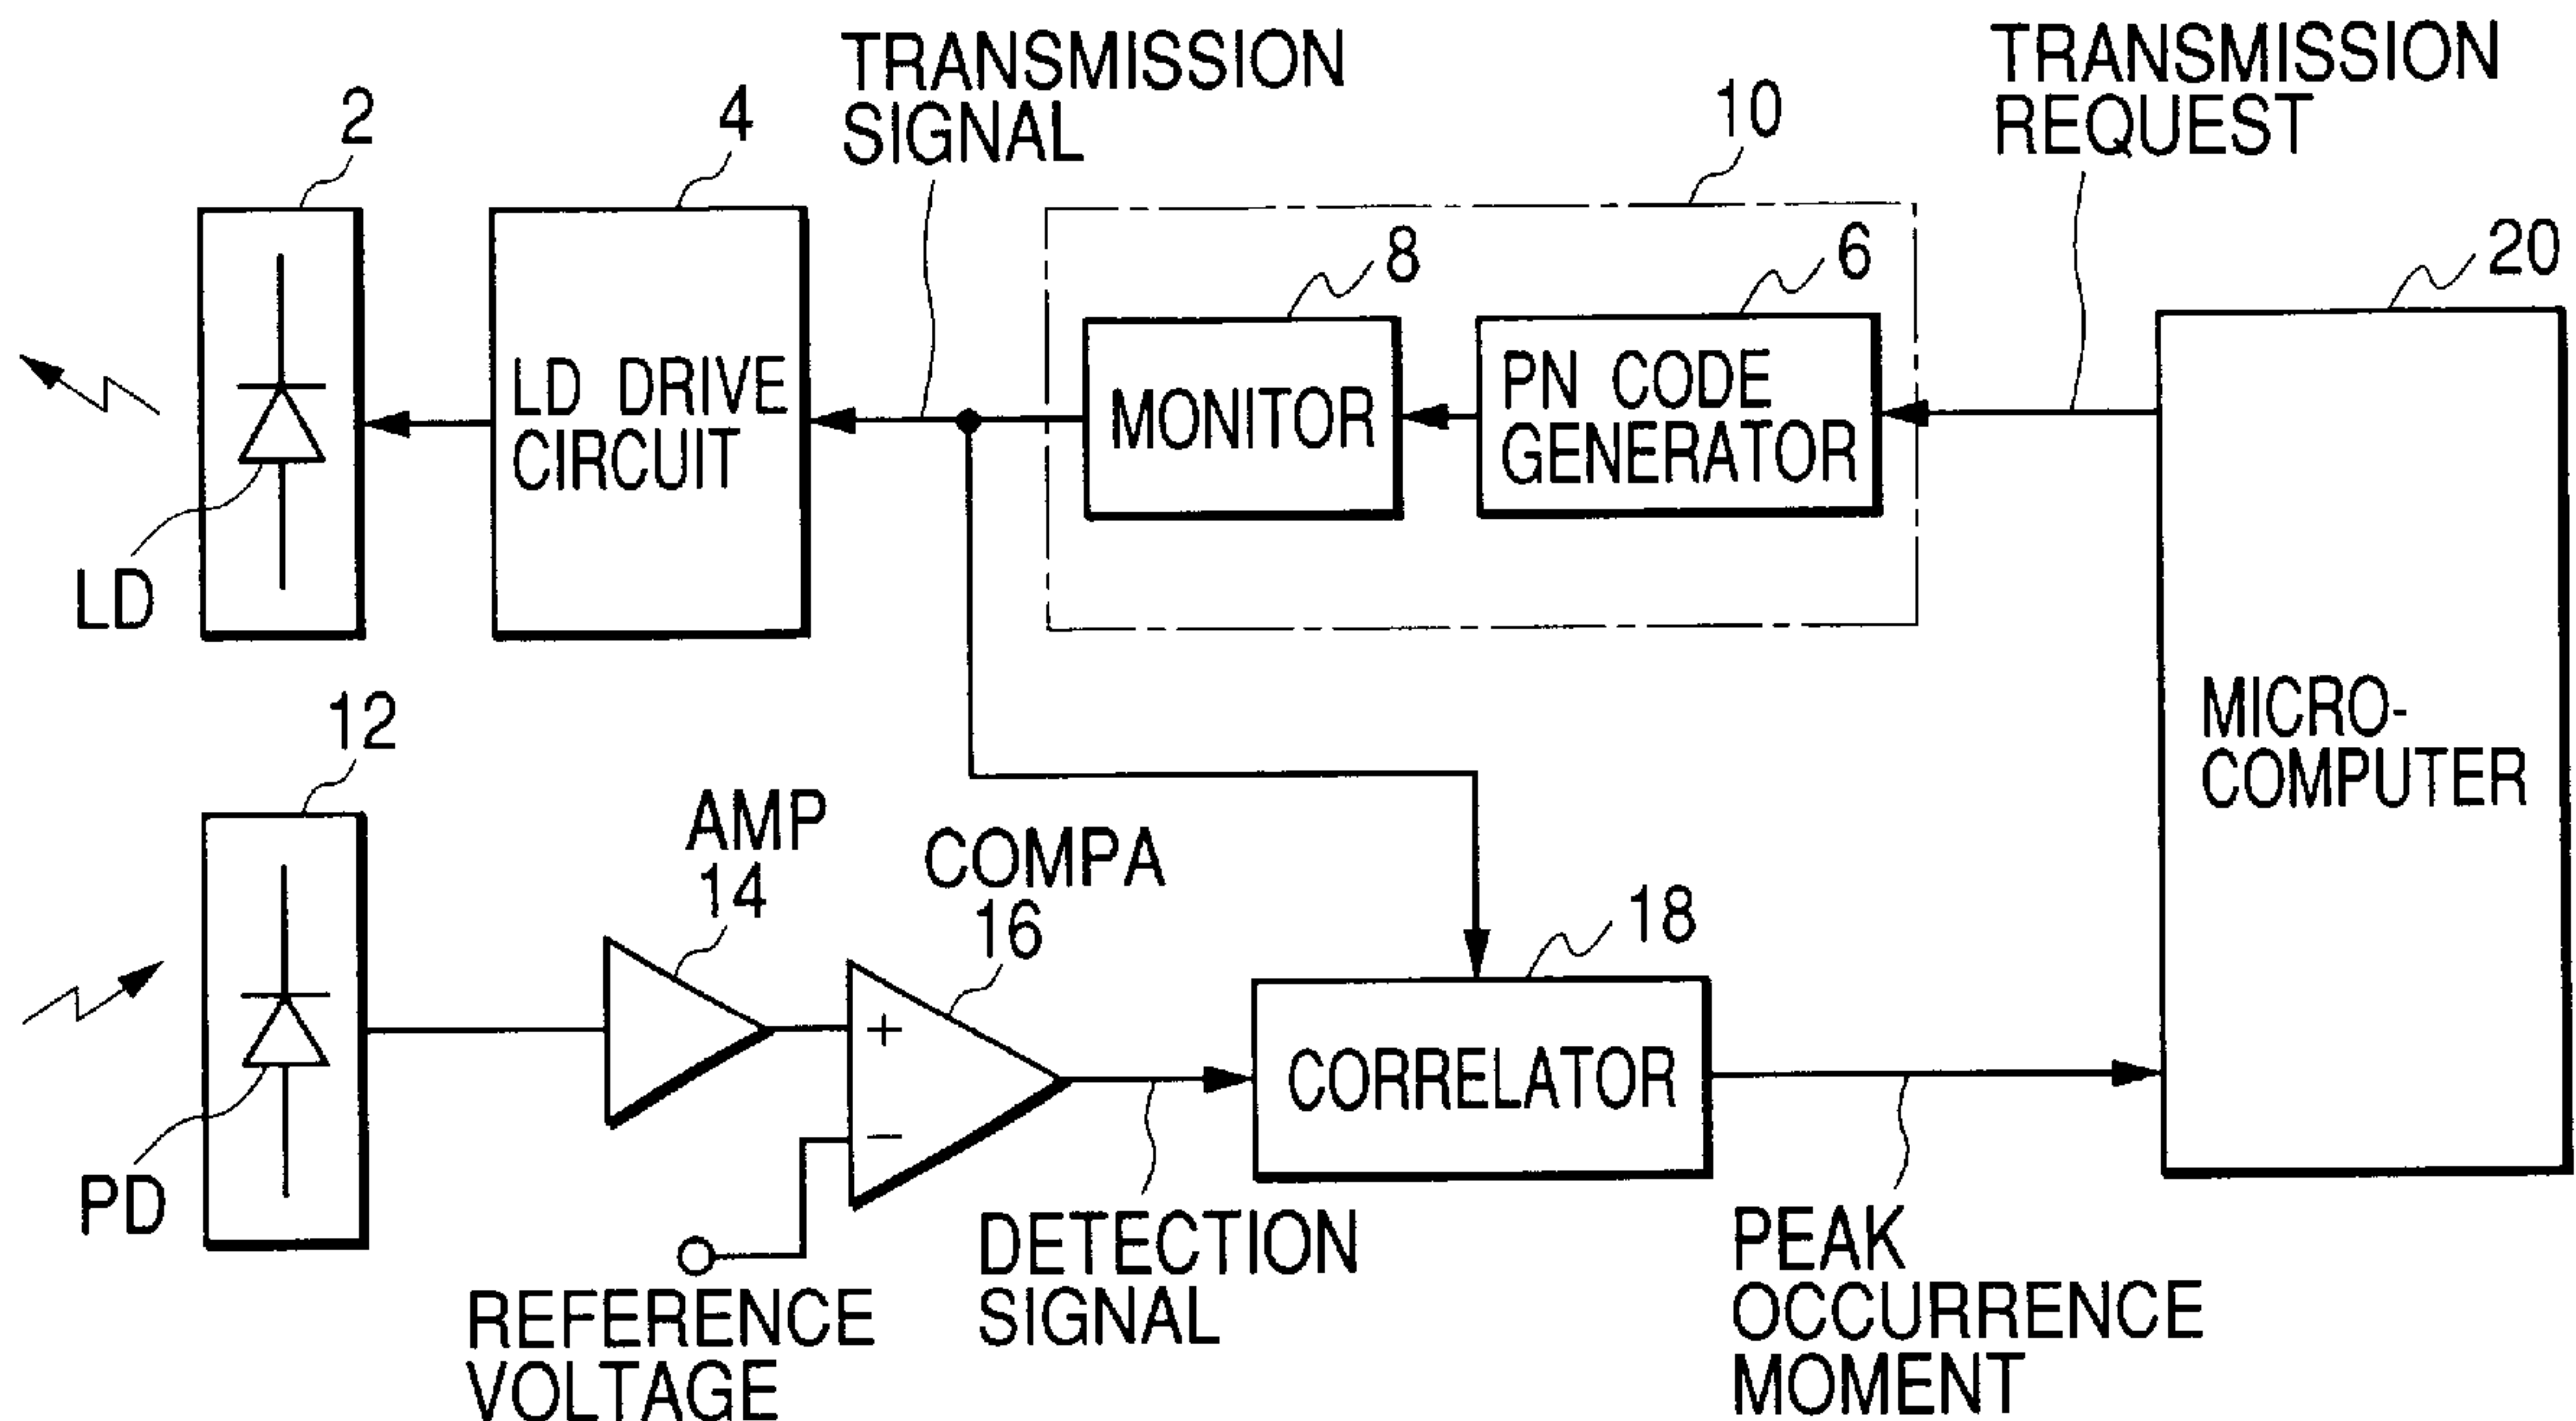 TRANSMISSION
SIGNAL
TRANSMISSION
REQUEST
2
4
10
8
6
20
LD DRIVE
CIRCUIT
MONITOR
PN CODE
GENERATOR
LD
MICRO-
COMPUTER
12
AMP
14
COMPA
16
18
+
−
CORRELATOR
PD
REFERENCE
VOLTAGE
DETECTION
SIGNAL
PEAK
OCCURRENCE
MOMENT